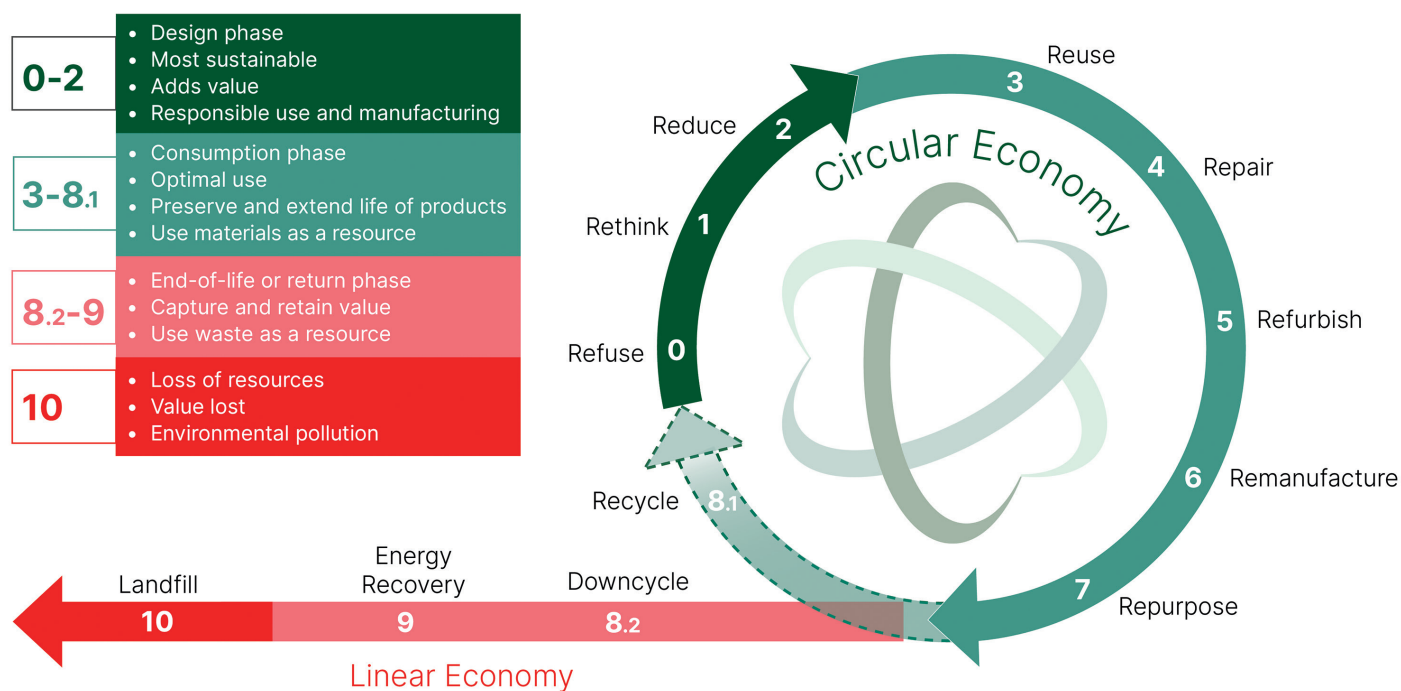 0-2
• Design phase
• Most sustainable
• Adds value
• Responsible use and manufacturing
3-8.1
• Consumption phase
• Optimal use
• Preserve and extend life of products
• Use materials as a resource
8.2-9
• End-of-life or return phase
• Capture and retain value
• Use waste as a resource
10
• Loss of resources
• Value lost
• Environmental pollution
Circular Economy
Refuse
0
Rethink
1
Reduce
2
Reuse
3
Repair
4
Refurbish
5
Remanufacture
6
Repurpose
7
Recycle
8.1
Downcycle
8.2
Energy
Recovery
9
Landfill
10
Linear Economy